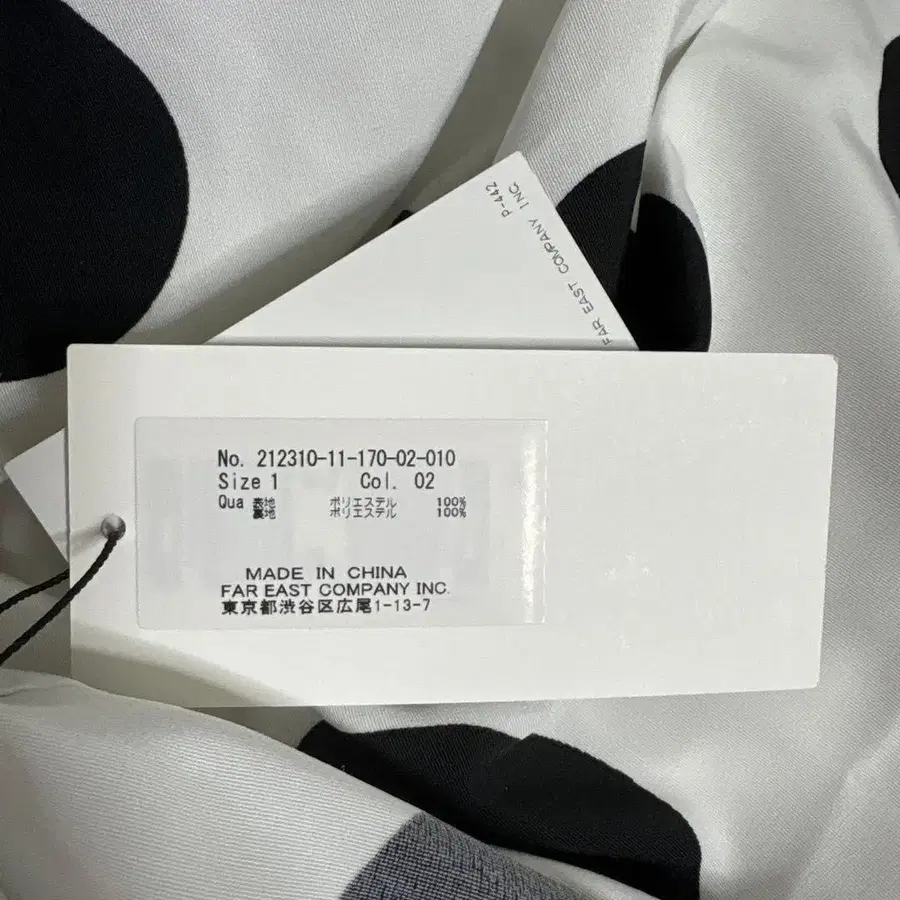 P-442
FAR EAST COMPANY INC.
No. 212310-11-170-02-010
Size 1 Col. 02
Qua 表地 ポリエステル 100%
裏地 ポリエステル 100%
MADE IN CHINA
FAR EAST COMPANY INC.
東京都渋谷区広尾1-13-7